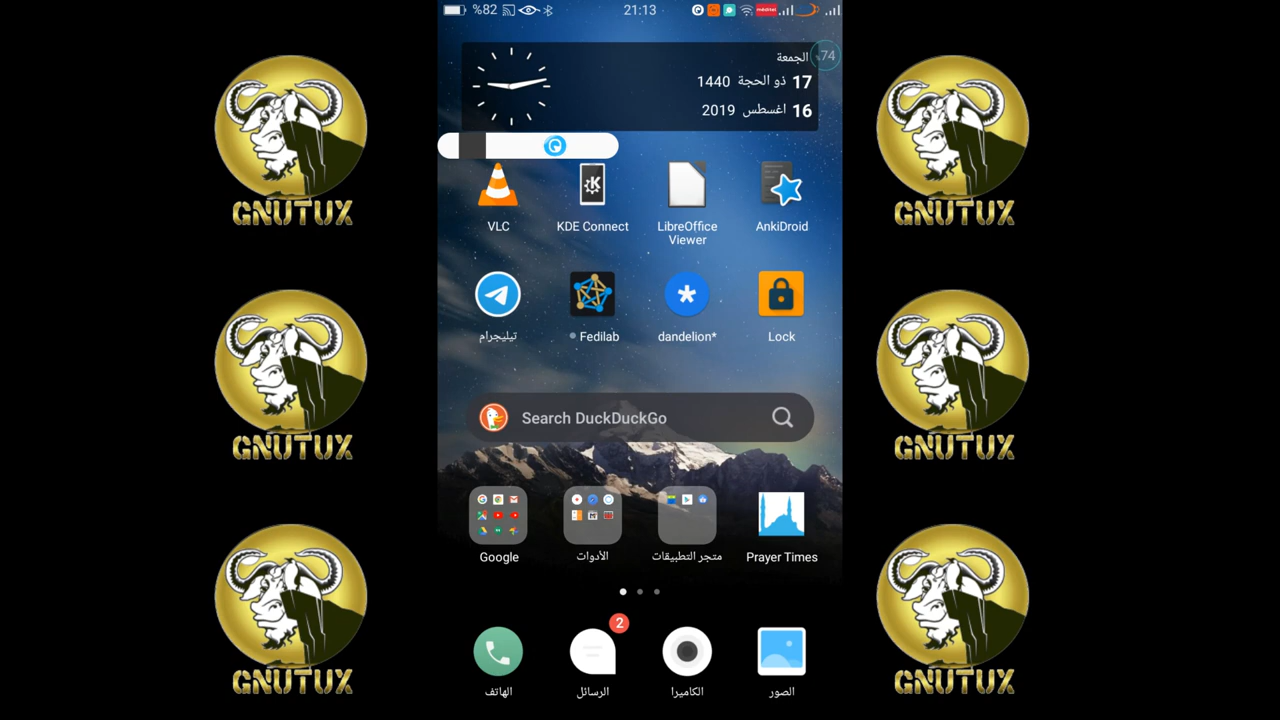 %82
21:13
mèditel
74
الجمعة
17 ذو الحجة 1440
16 اغسطس 2019
VLC
KDE Connect
LibreOffice Viewer
AnkiDroid
تيليجرام
Fedilab
dandelion*
Lock
Search DuckDuckGo
Google
الأدوات
متجر التطبيقات
Prayer Times
2
الهاتف
الرسائل
الكاميرا
الصور
GNUTUX
GNUTUX
GNUTUX
GNUTUX
GNUTUX
GNUTUX